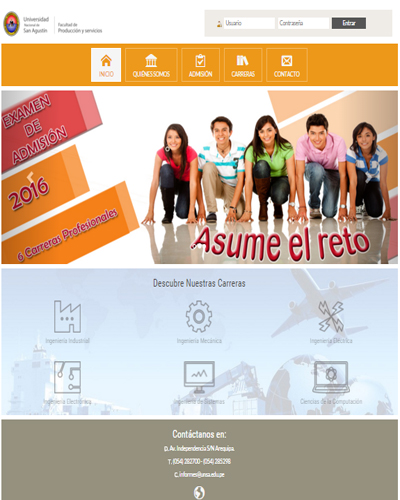 Universidad
Nacional de
San Agustín
Facultad de
Producción y servicios
Usuario
Contraseña
Entrar
INICIO
QUIÉNES SOMOS
ADMISIÓN
CARRERAS
CONTACTO
EXAMEN
DE
ADMISIÓN
2016
6 Carreras Profesionales
Asume el reto
Descubre Nuestras Carreras
Ingeniería Industrial
Ingeniería Mecánica
Ingeniería Eléctrica
Ingeniería Electrónica
Ingeniería de Sistemas
Ciencias de la Computación
Contáctanos en:
D. Av. Independencia S/N Arequipa.
T. (054) 282700 - (054) 285298
C. informes@unsa.edu.pe